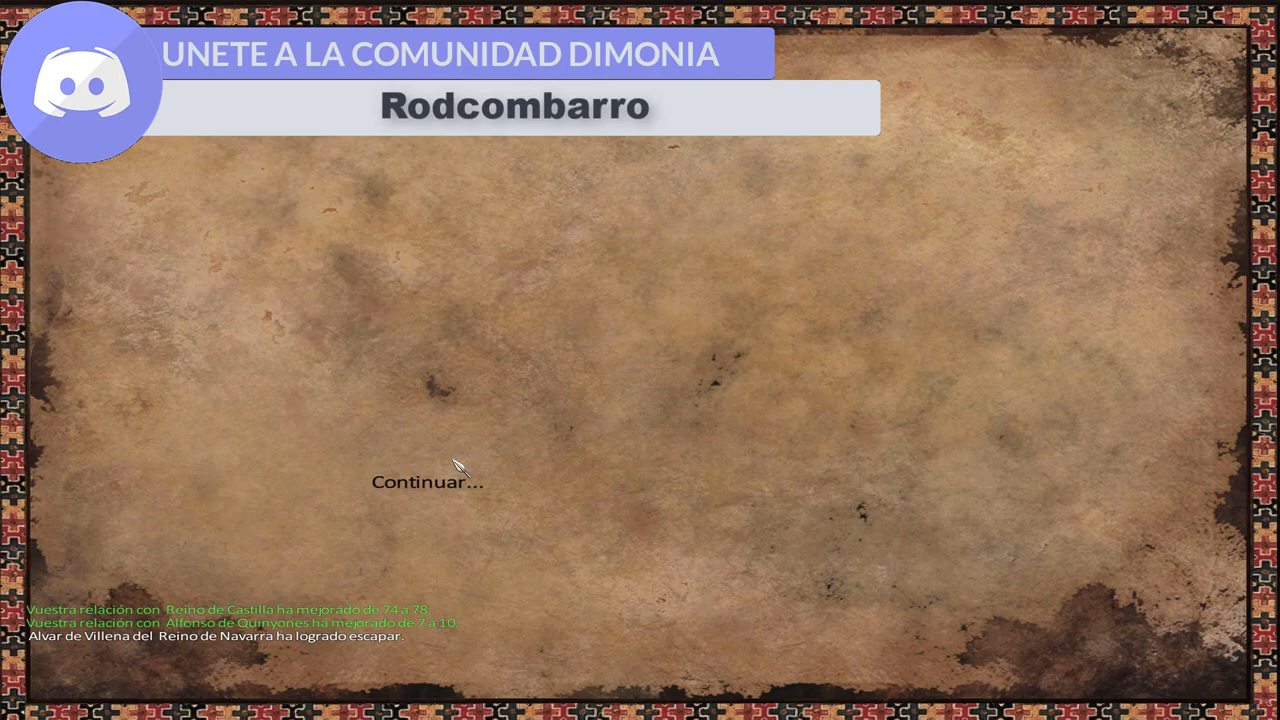 UNETE A LA COMUNIDAD DIMONIA
Rodcombarro
Continuar...
Vuestra relación con Reino de Castilla ha mejorado de 74 a 78.
Vuestra relación con Alfonso de Quinyones ha mejorado de 7 a 10.
Alvar de Villena del Reino de Navarra ha logrado escapar.